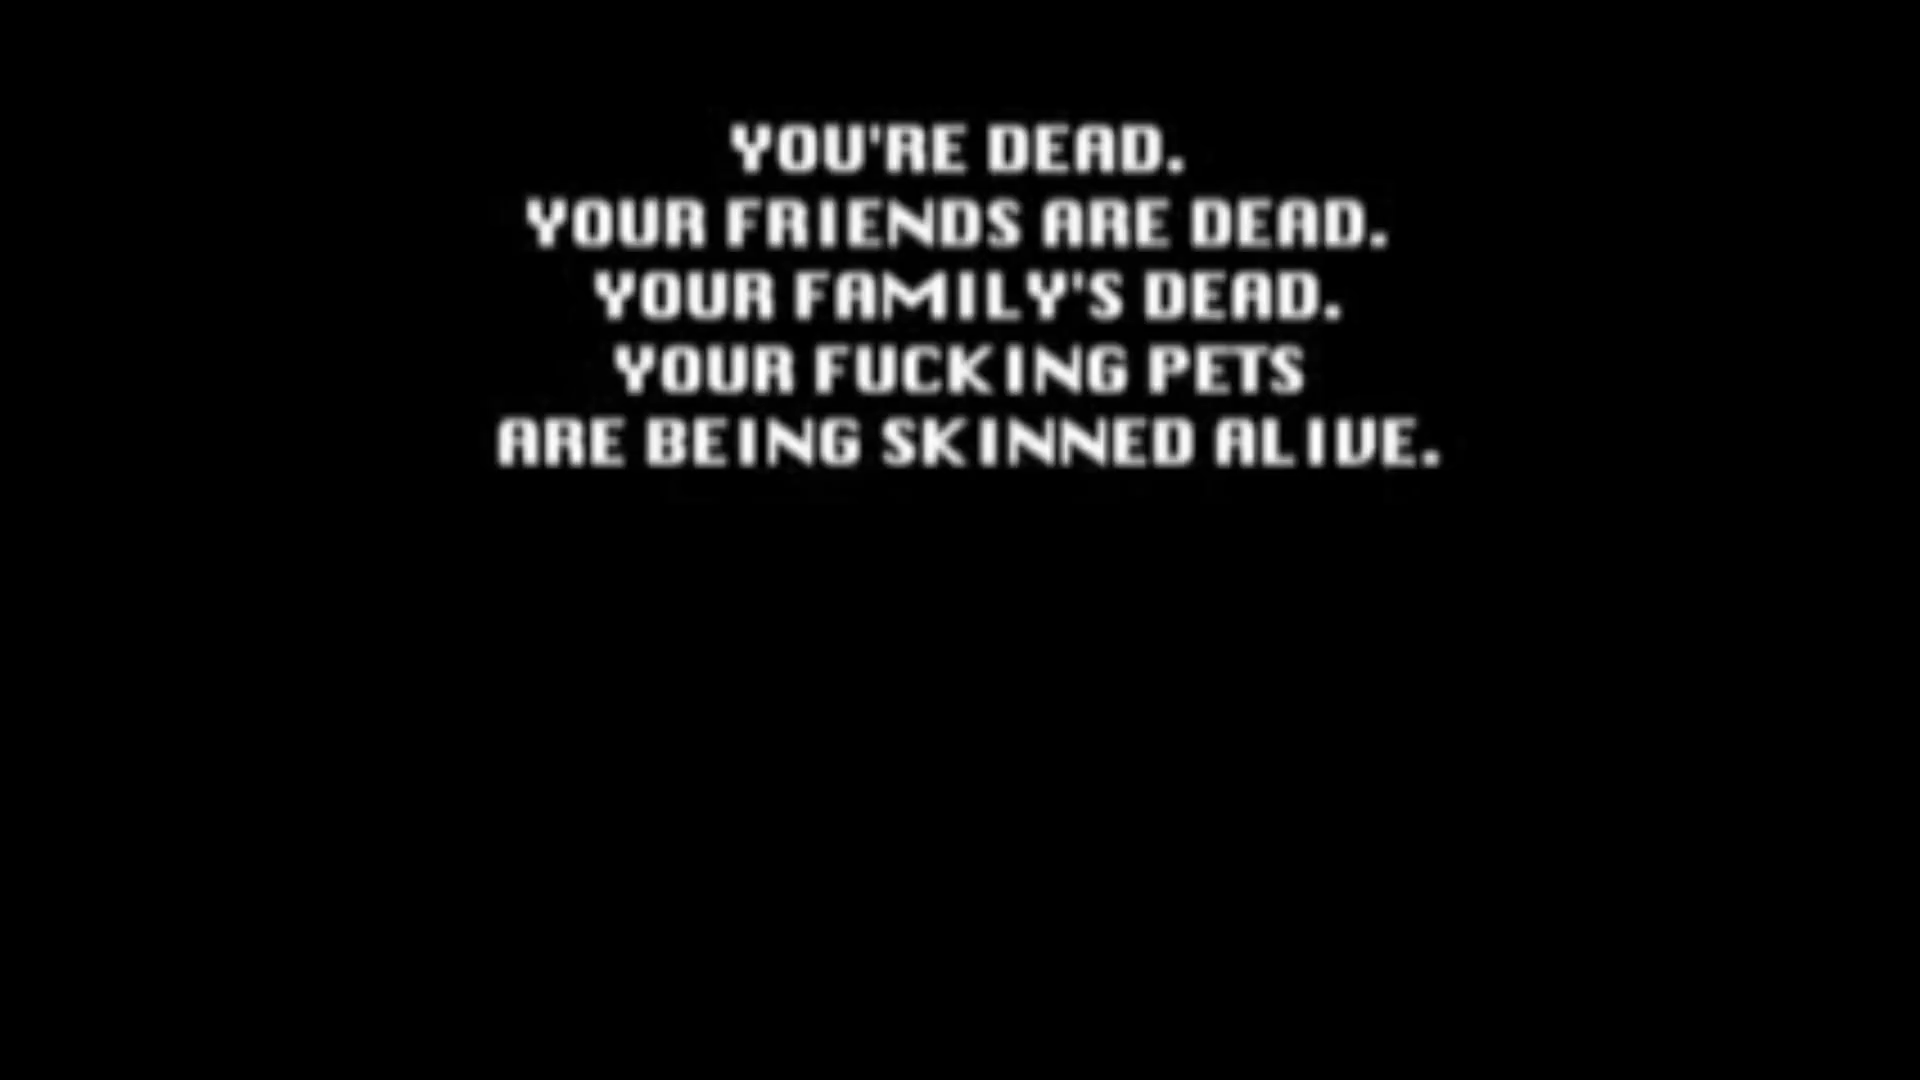 YOU'RE DEAD.
YOUR FRIENDS ARE DEAD.
YOUR FAMILY'S DEAD.
YOUR FUCKING PETS
ARE BEING SKINNED ALIVE.